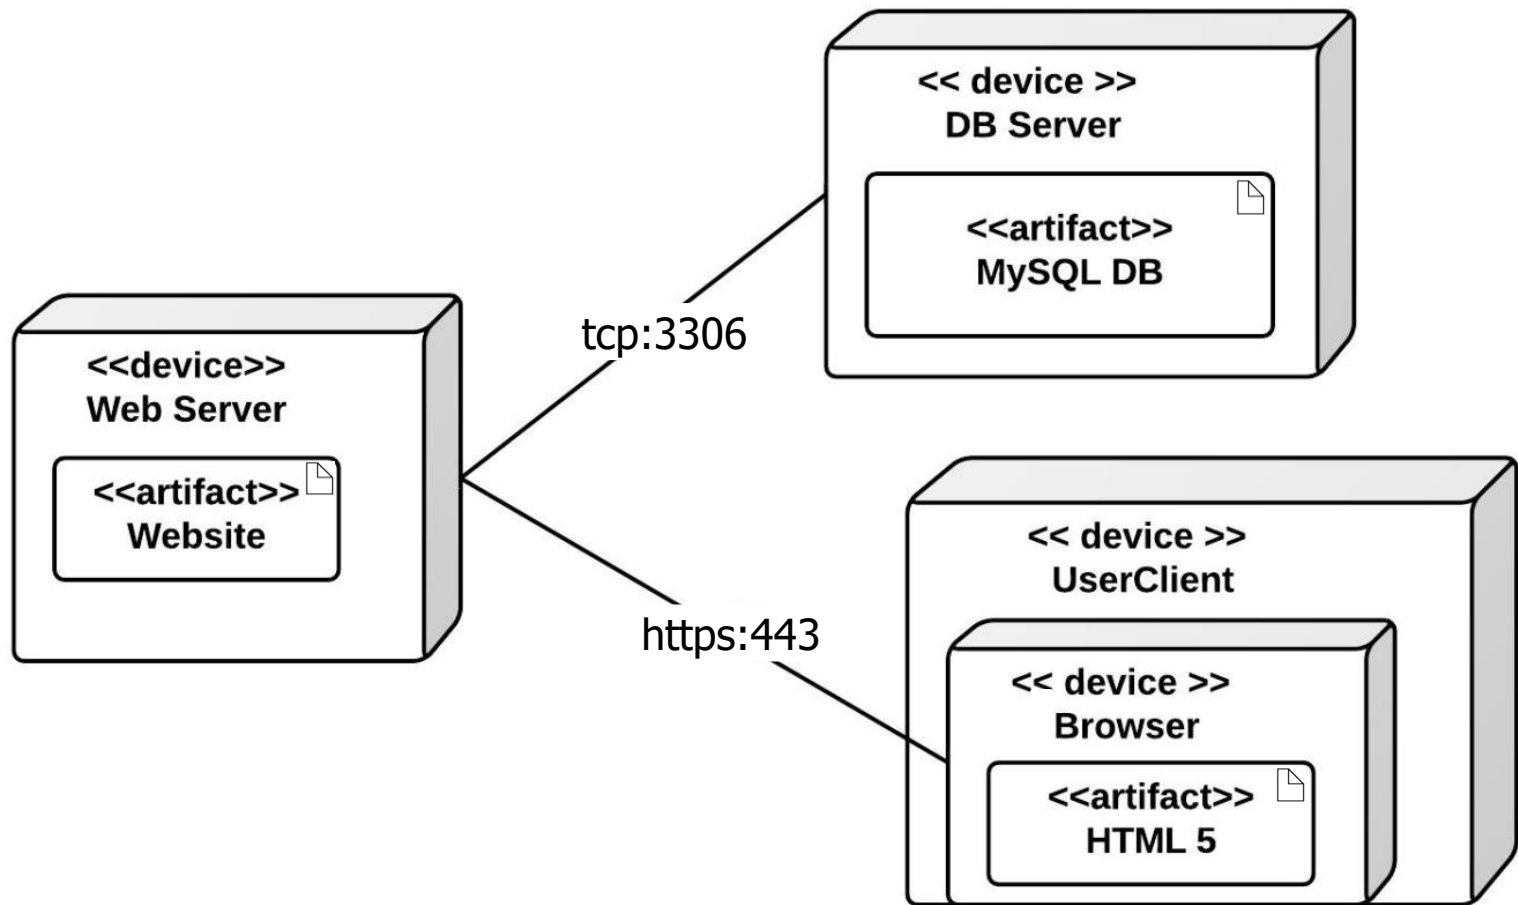 << device >>
DB Server
<<artifact>>
MySQL DB
tcp:3306
<<device>>
Web Server
<<artifact>>
Website
https:443
<< device >>
UserClient
<< device >>
Browser
<<artifact>>
HTML 5